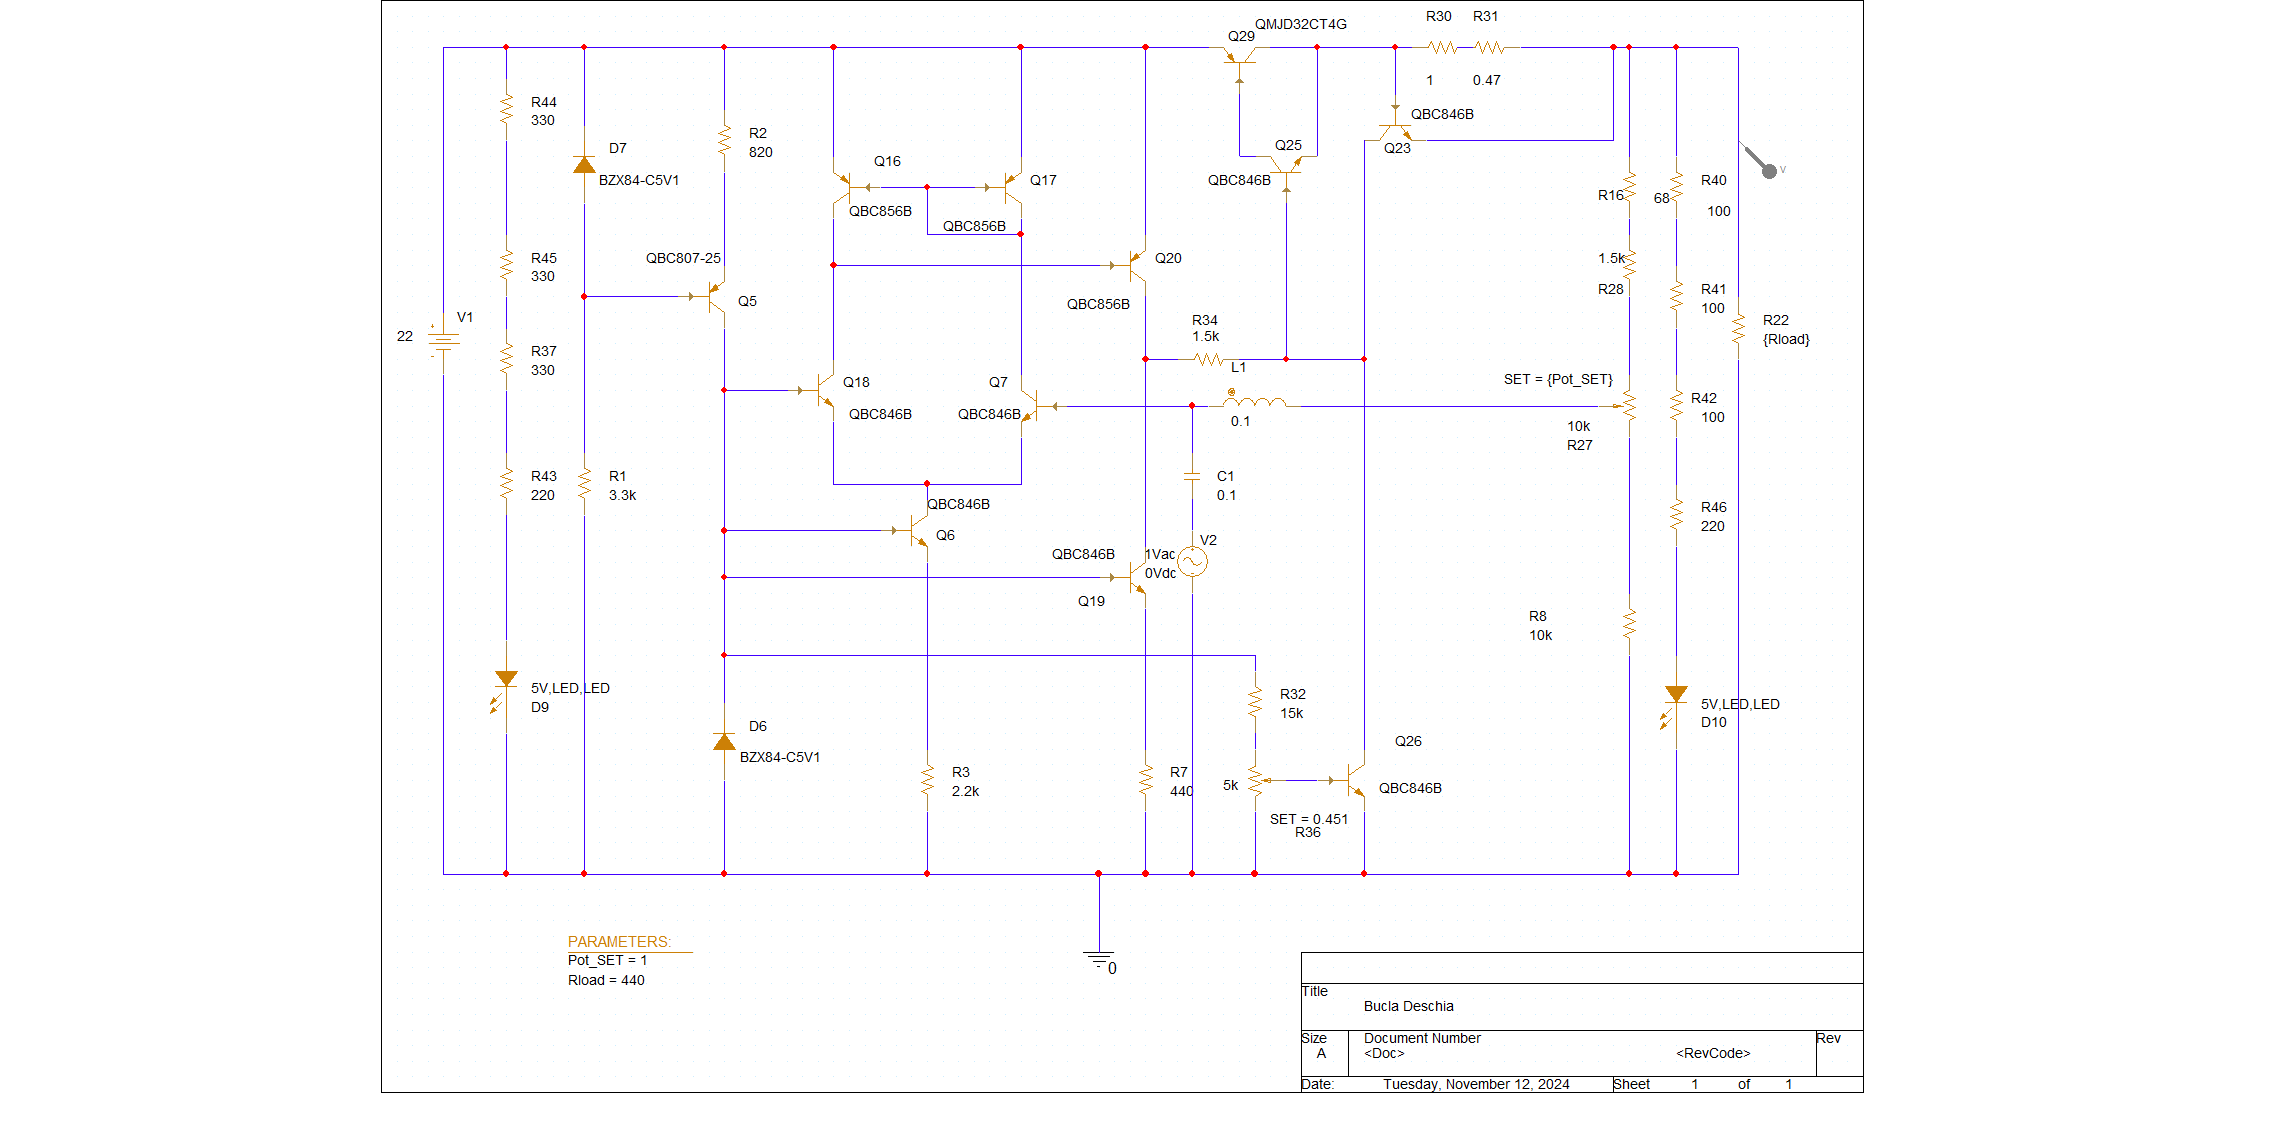 QMJD32CT4G
R30 R31
Q29
1 0.47
R44
330
D7
BZX84-C5V1
R2
820
Q16
QBC856B
Q17
QBC856B
Q25
QBC846B
QBC846B
Q23
R16
68
R40
100
V
R45
330
QBC807-25
Q5
Q20
QBC856B
1.5k
R28
R41
100
V1
22
+
-
R34
1.5k
R22
{Rload}
R37
330
Q18
QBC846B
Q7
QBC846B
L1
0.1
SET = {Pot_SET}
10k
R27
R42
100
R43
220
R1
3.3k
QBC846B
Q6
C1
0.1
R46
220
QBC846B
Q19
1Vac
0Vdc
V2
R8
10k
5V,LED,LED
D9
R32
15k
5V,LED,LED
D10
D6
BZX84-C5V1
Q26
QBC846B
R3
2.2k
R7
440
5k
SET = 0.451
R36
PARAMETERS:
Pot_SET = 1
Rload = 440
0
Title
Bucla Deschia
Size
A
Document Number
<Doc>
<RevCode>
Rev
Date:
Tuesday, November 12, 2024
Sheet 1 of 1